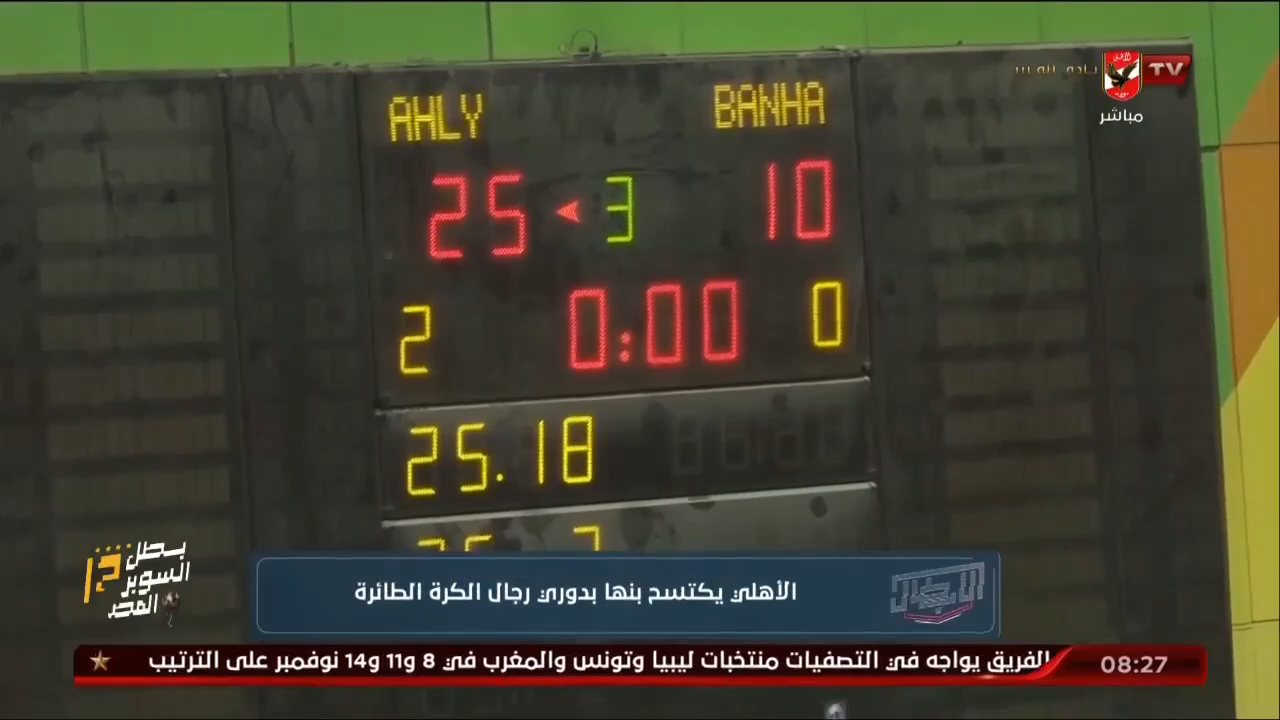 AHLY BANHA
25 3 10
2 0:00 0
25.18
TV
مباشر
بطل
السوبر
المصري
الأهلي يكتسح بنها بدوري رجال الكرة الطائرة
الأبطال
الفريق يواجه في التصفيات منتخبات ليبيا وتونس والمغرب في 8 و11 و14 نوفمبر على الترتيب
08:27